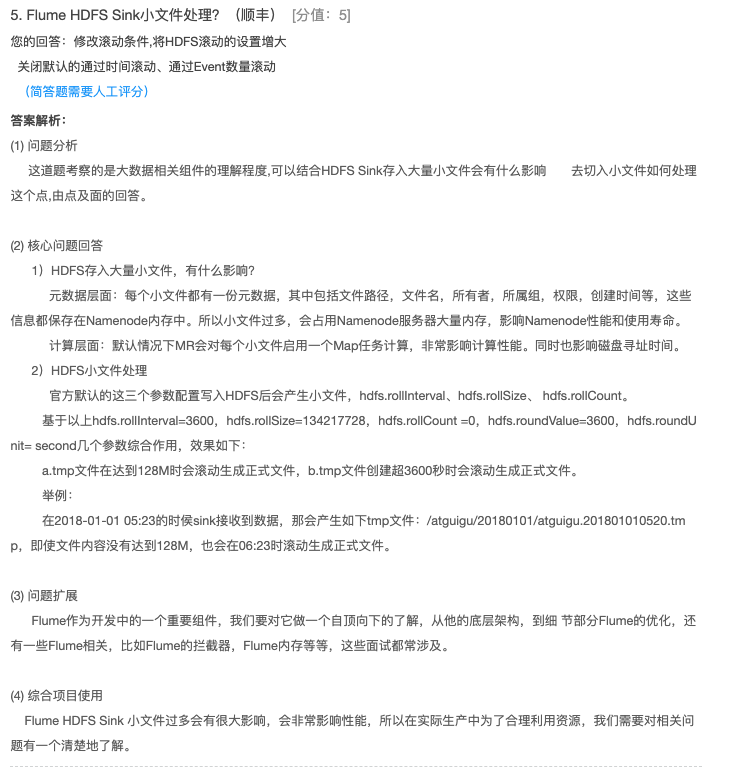 5. Flume HDFS Sink小文件处理？（顺丰） [分值：5]
您的回答：修改滚动条件,将HDFS滚动的设置增大
关闭默认的通过时间滚动、通过Event数量滚动
（简答题需要人工评分）
答案解析：
(1) 问题分析
这道题考察的是大数据相关组件的理解程度,可以结合HDFS Sink存入大量小文件会有什么影响 去切入小文件如何处理
这个点,由点及面的回答。
(2) 核心问题回答
1）HDFS存入大量小文件，有什么影响?
元数据层面：每个小文件都有一份元数据，其中包括文件路径，文件名，所有者，所属组，权限，创建时间等，这些
信息都保存在Namenode内存中。所以小文件过多，会占用Namenode服务器大量内存，影响Namenode性能和使用寿命。
计算层面：默认情况下MR会对每个小文件启用一个Map任务计算，非常影响计算性能。同时也影响磁盘寻址时间。
2）HDFS小文件处理
官方默认的这三个参数配置写入HDFS后会产生小文件，hdfs.rollInterval、hdfs.rollSize、 hdfs.rollCount。
基于以上hdfs.rollInterval=3600，hdfs.rollSize=134217728，hdfs.rollCount =0，hdfs.roundValue=3600，hdfs.roundU
nit= second几个参数综合作用，效果如下：
a.tmp文件在达到128M时会滚动生成正式文件，b.tmp文件创建超3600秒时会滚动生成正式文件。
举例：
在2018-01-01 05:23的时侯sink接收到数据，那会产生如下tmp文件：/atguigu/20180101/atguigu.201801010520.tm
p，即使文件内容没有达到128M，也会在06:23时滚动生成正式文件。
(3) 问题扩展
Flume作为开发中的一个重要组件，我们要对它做一个自顶向下的了解，从他的底层架构，到细 节部分Flume的优化，还
有一些Flume相关，比如Flume的拦截器，Flume内存等等，这些面试都常涉及。
(4) 综合项目使用
Flume HDFS Sink 小文件过多会有很大影响，会非常影响性能，所以在实际生产中为了合理利用资源，我们需要对相关问
题有一个清楚地了解。